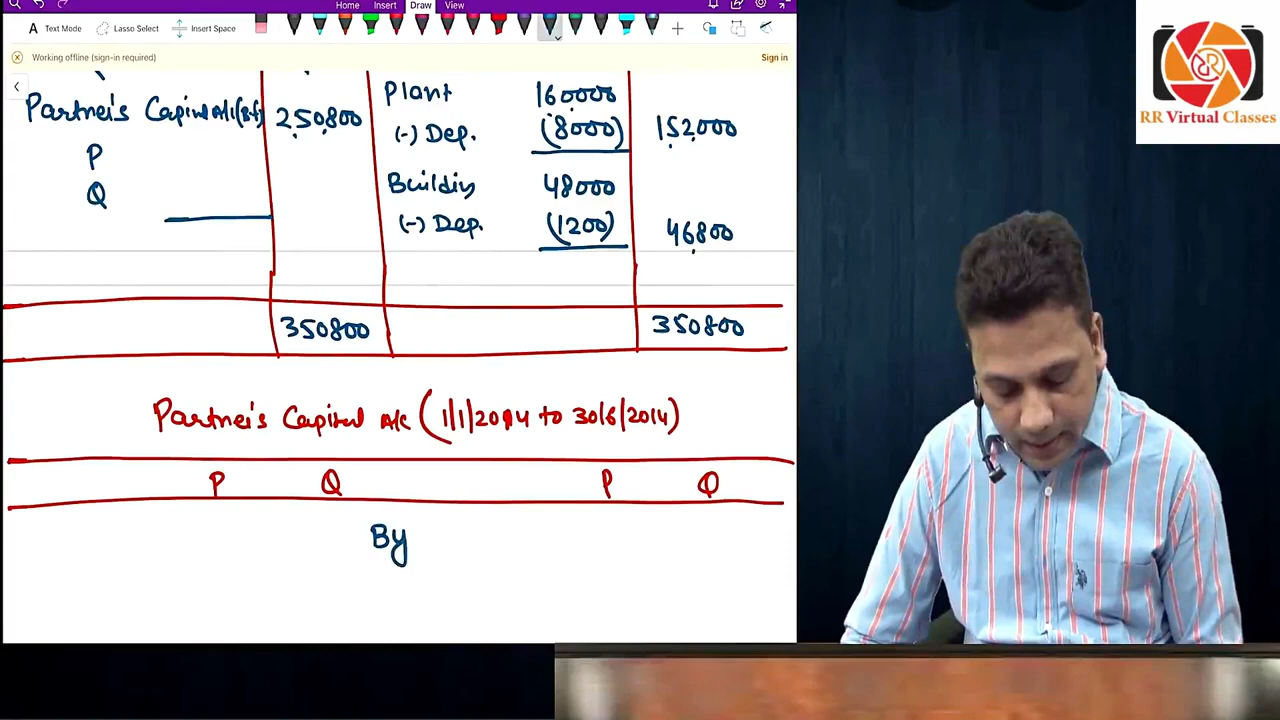 Home Insert Draw View
Text Mode Lasso Select Insert Space
Working offline (sign-in required) Sign in
RR Virtual Classes
Partner's Capital A/c (B.f) 250800 Plant 160000
(-) Dep. (8000) 152000
P
Q Building 48000
(-) Dep. (1200) 46800
350800 350800
Partner's Capital A/c (1/1/2014 to 30/6/2014)
P Q P Q
By